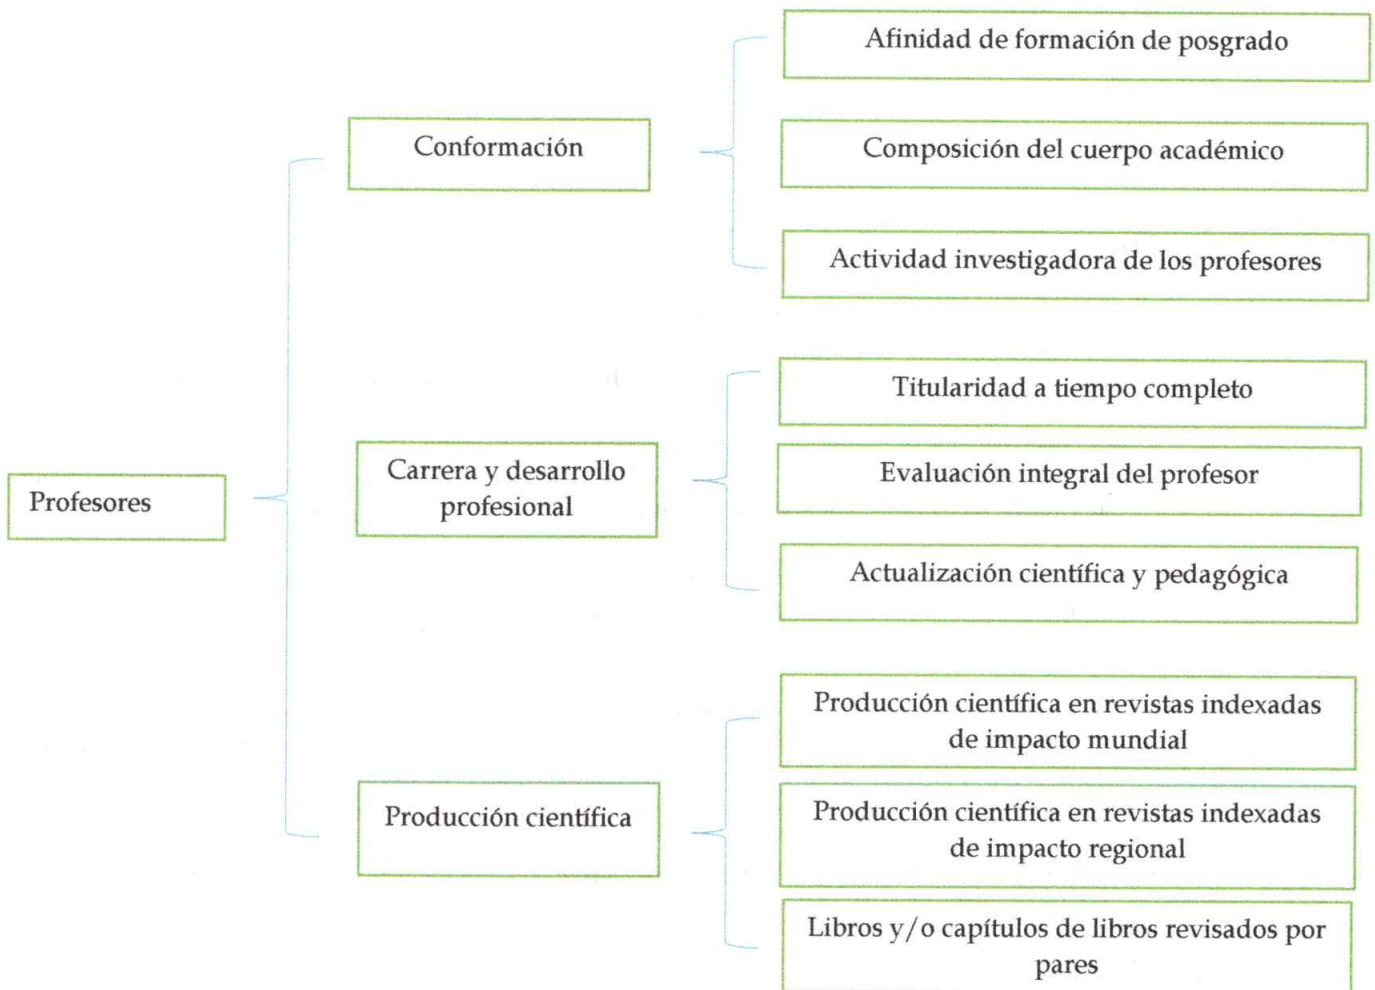 Afinidad de formación de posgrado
Conformación
Composición del cuerpo académico
Actividad investigadora de los profesores
Titularidad a tiempo completo
Profesores
Carrera y desarrollo
profesional
Evaluación integral del profesor
Actualización científica y pedagógica
Producción científica en revistas indexadas
de impacto mundial
Producción científica
Producción científica en revistas indexadas
de impacto regional
Libros y/o capítulos de libros revisados por
pares